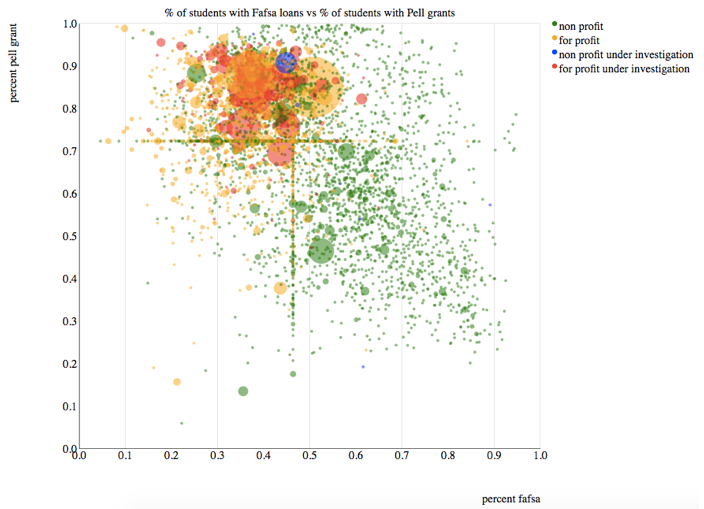 % of students with Fafsa loans vs % of students with Pell grants
percent pell grant
non profit
for profit
non profit under investigation
for profit under investigation
1.0
0.9
0.8
0.7
0.6
0.5
0.4
0.3
0.2
0.1
0.0
0.0 0.1 0.2 0.3 0.4 0.5 0.6 0.7 0.8 0.9 1.0
percent fafsa